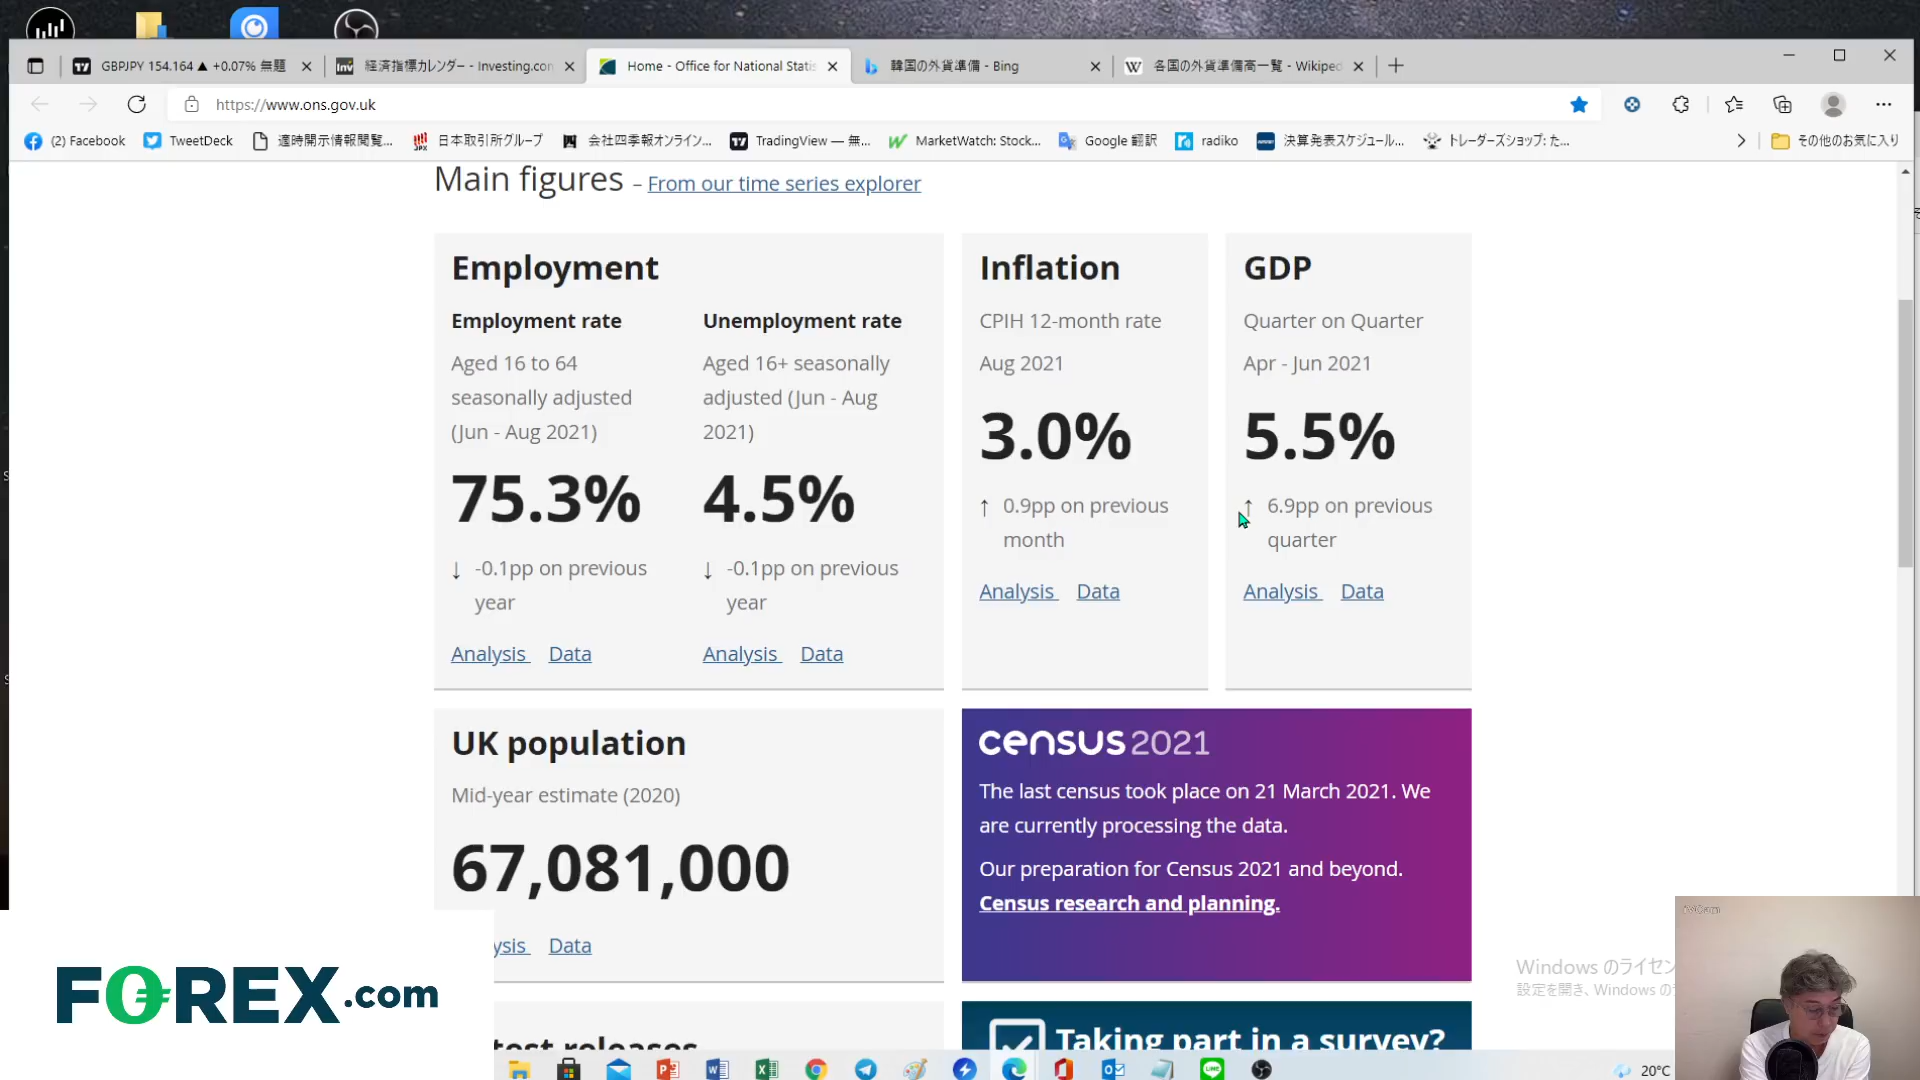 GBPJPY 154.164 ▲ +0.07% 無題
経済指標カレンダー - Investing.con
Home - Office for National Statis
韓国の外貨準備 - Bing
各国の外貨準備高一覧 - Wikiped
https://www.ons.gov.uk
(2) Facebook
TweetDeck
適時開示情報閲覧...
日本取引所グループ
会社四季報オンライン...
TradingView — 無...
MarketWatch: Stock...
Google 翻訳
radiko
決算発表スケジュール...
トレーダーズショップ: た...
その他のお気に入り
Main figures – From our time series explorer
Employment
Employment rate
Aged 16 to 64
seasonally adjusted
(Jun - Aug 2021)
75.3%
↓ -0.1pp on previous
year
Analysis Data
Unemployment rate
Aged 16+ seasonally
adjusted (Jun - Aug
2021)
4.5%
↓ -0.1pp on previous
year
Analysis Data
Inflation
CPIH 12-month rate
Aug 2021
3.0%
↑ 0.9pp on previous
month
Analysis Data
GDP
Quarter on Quarter
Apr - Jun 2021
5.5%
↑ 6.9pp on previous
quarter
Analysis Data
UK population
Mid-year estimate (2020)
67,081,000
ysis Data
census 2021
The last census took place on 21 March 2021. We
are currently processing the data.
Our preparation for Census 2021 and beyond.
Census research and planning.
test releases
Taking part in a survey?
FOREX.com
Windows のライセン
設定を開き、Windows の
20°C